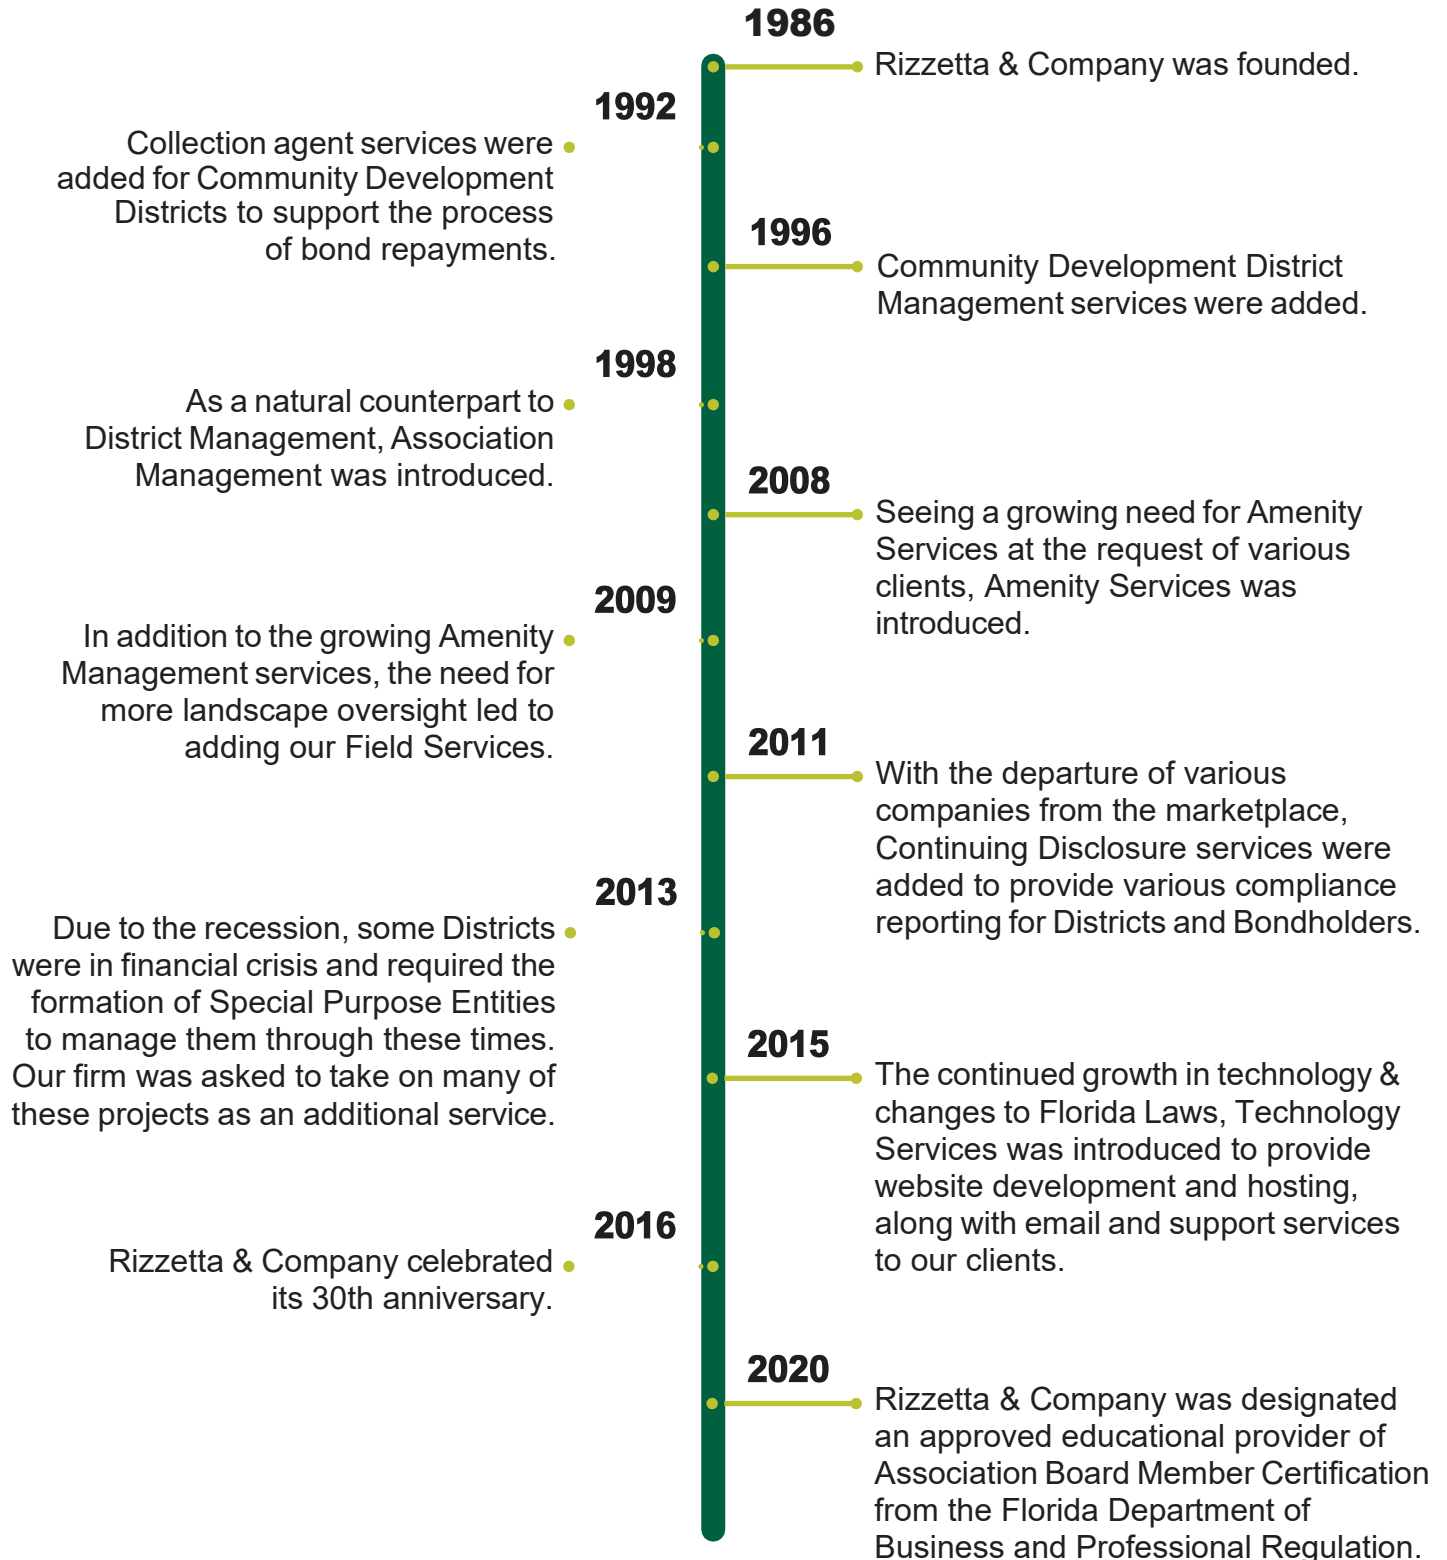 1986
Rizzetta & Company was founded.
1992
Collection agent services were
added for Community Development
Districts to support the process
of bond repayments.
1996
Community Development District
Management services were added.
1998
As a natural counterpart to
District Management, Association
Management was introduced.
2008
Seeing a growing need for Amenity
Services at the request of various
clients, Amenity Services was
introduced.
2009
In addition to the growing Amenity
Management services, the need for
more landscape oversight led to
adding our Field Services.
2011
With the departure of various
companies from the marketplace,
Continuing Disclosure services were
added to provide various compliance
reporting for Districts and Bondholders.
2013
Due to the recession, some Districts
were in financial crisis and required the
formation of Special Purpose Entities
to manage them through these times.
Our firm was asked to take on many of
these projects as an additional service.
2015
The continued growth in technology &
changes to Florida Laws, Technology
Services was introduced to provide
website development and hosting,
along with email and support services
to our clients.
2016
Rizzetta & Company celebrated
its 30th anniversary.
2020
Rizzetta & Company was designated
an approved educational provider of
Association Board Member Certification
from the Florida Department of
Business and Professional Regulation.